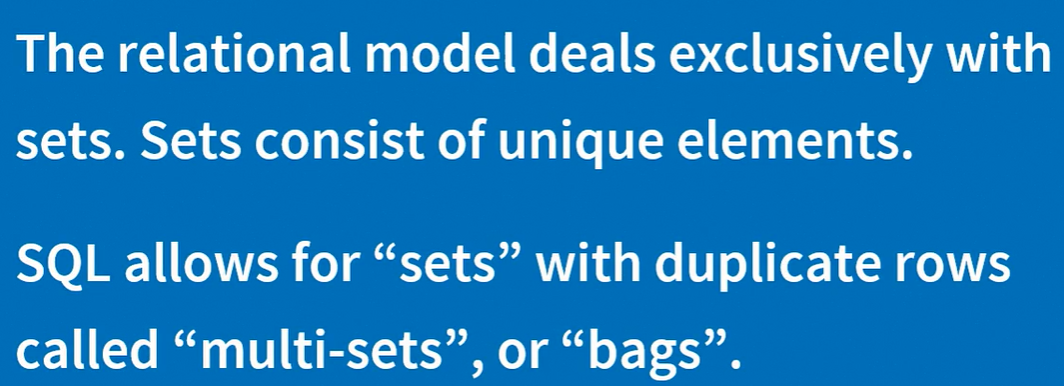 The relational model deals exclusively with
sets. Sets consist of unique elements.
SQL allows for “sets” with duplicate rows
called “multi-sets”, or “bags”.